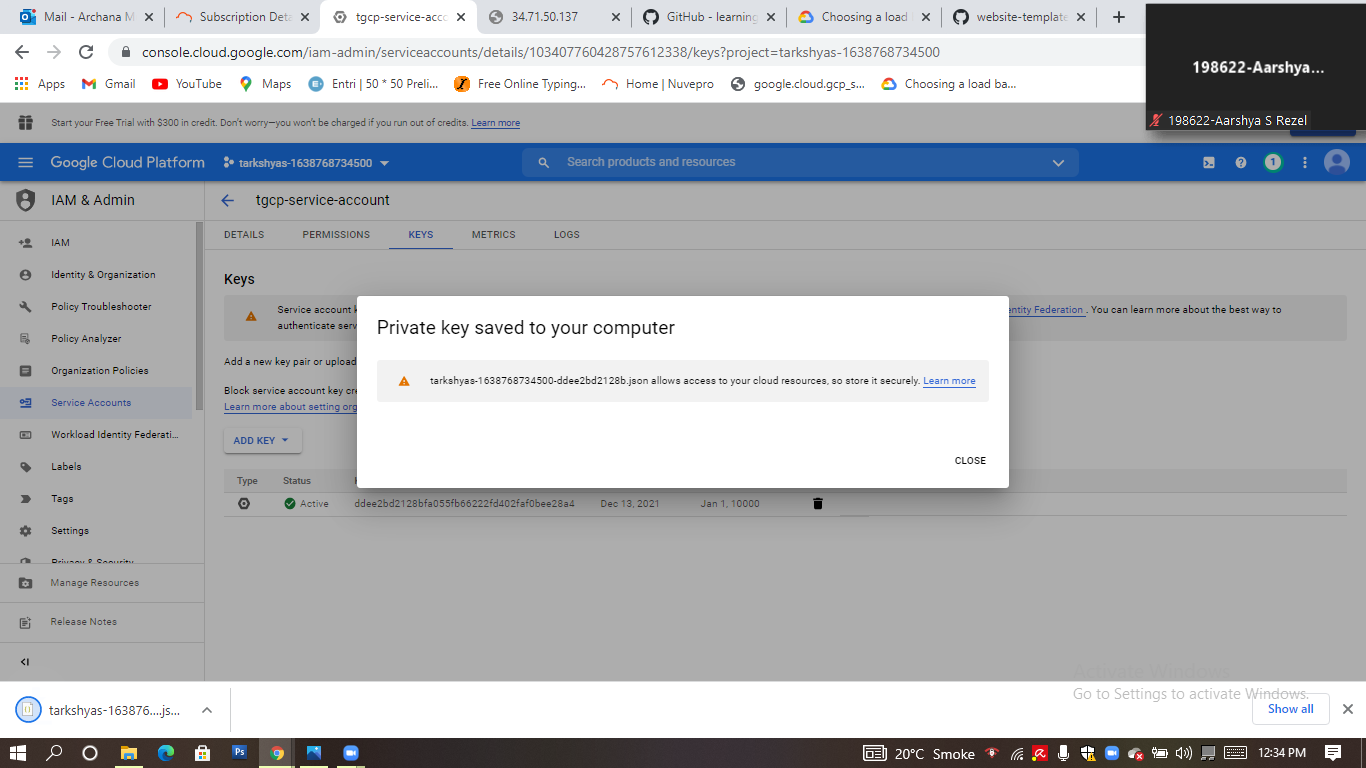 Mail - Archana M
Subscription Deta
tgcp-service-acco
34.71.50.137
GitHub - learning
Choosing a load
website-template
console.cloud.google.com/iam-admin/serviceaccounts/details/103407760428757612338/keys?project=tarkshyas-1638768734500
Apps
Gmail
YouTube
Maps
Entri | 50 * 50 Preli...
Free Online Typing...
Home | Nuvepro
google.cloud.gcp_s...
Choosing a load ba...
198622-Aarshya...
198622-Aarshya S Rezel
Start your Free Trial with $300 in credit. Don't worry—you won't be charged if you run out of credits. Learn more
Google Cloud Platform
tarkshyas-1638768734500
Search products and resources
1
IAM & Admin
tgcp-service-account
IAM
Identity & Organization
Policy Troubleshooter
Policy Analyzer
Organization Policies
Service Accounts
Workload Identity Federati...
Labels
Tags
Settings
Privacy & Security
Manage Resources
Release Notes
DETAILS
PERMISSIONS
KEYS
METRICS
LOGS
Keys
Service account k
entity Federation . You can learn more about the best way to
authenticate serv
Add a new key pair or upload
Block service account key cre
Learn more about setting org
ADD KEY
Private key saved to your computer
tarkshyas-1638768734500-ddee2bd2128b.json allows access to your cloud resources, so store it securely. Learn more
CLOSE
Type Status
Active ddee2bd2128bfa055fb66222fd402faf0bee28a4 Dec 13, 2021 Jan 1, 10000
Activate Windows
Go to Settings to activate Windows.
tarkshyas-163876....js...
Show all
Ps
20°C Smoke
12:34 PM